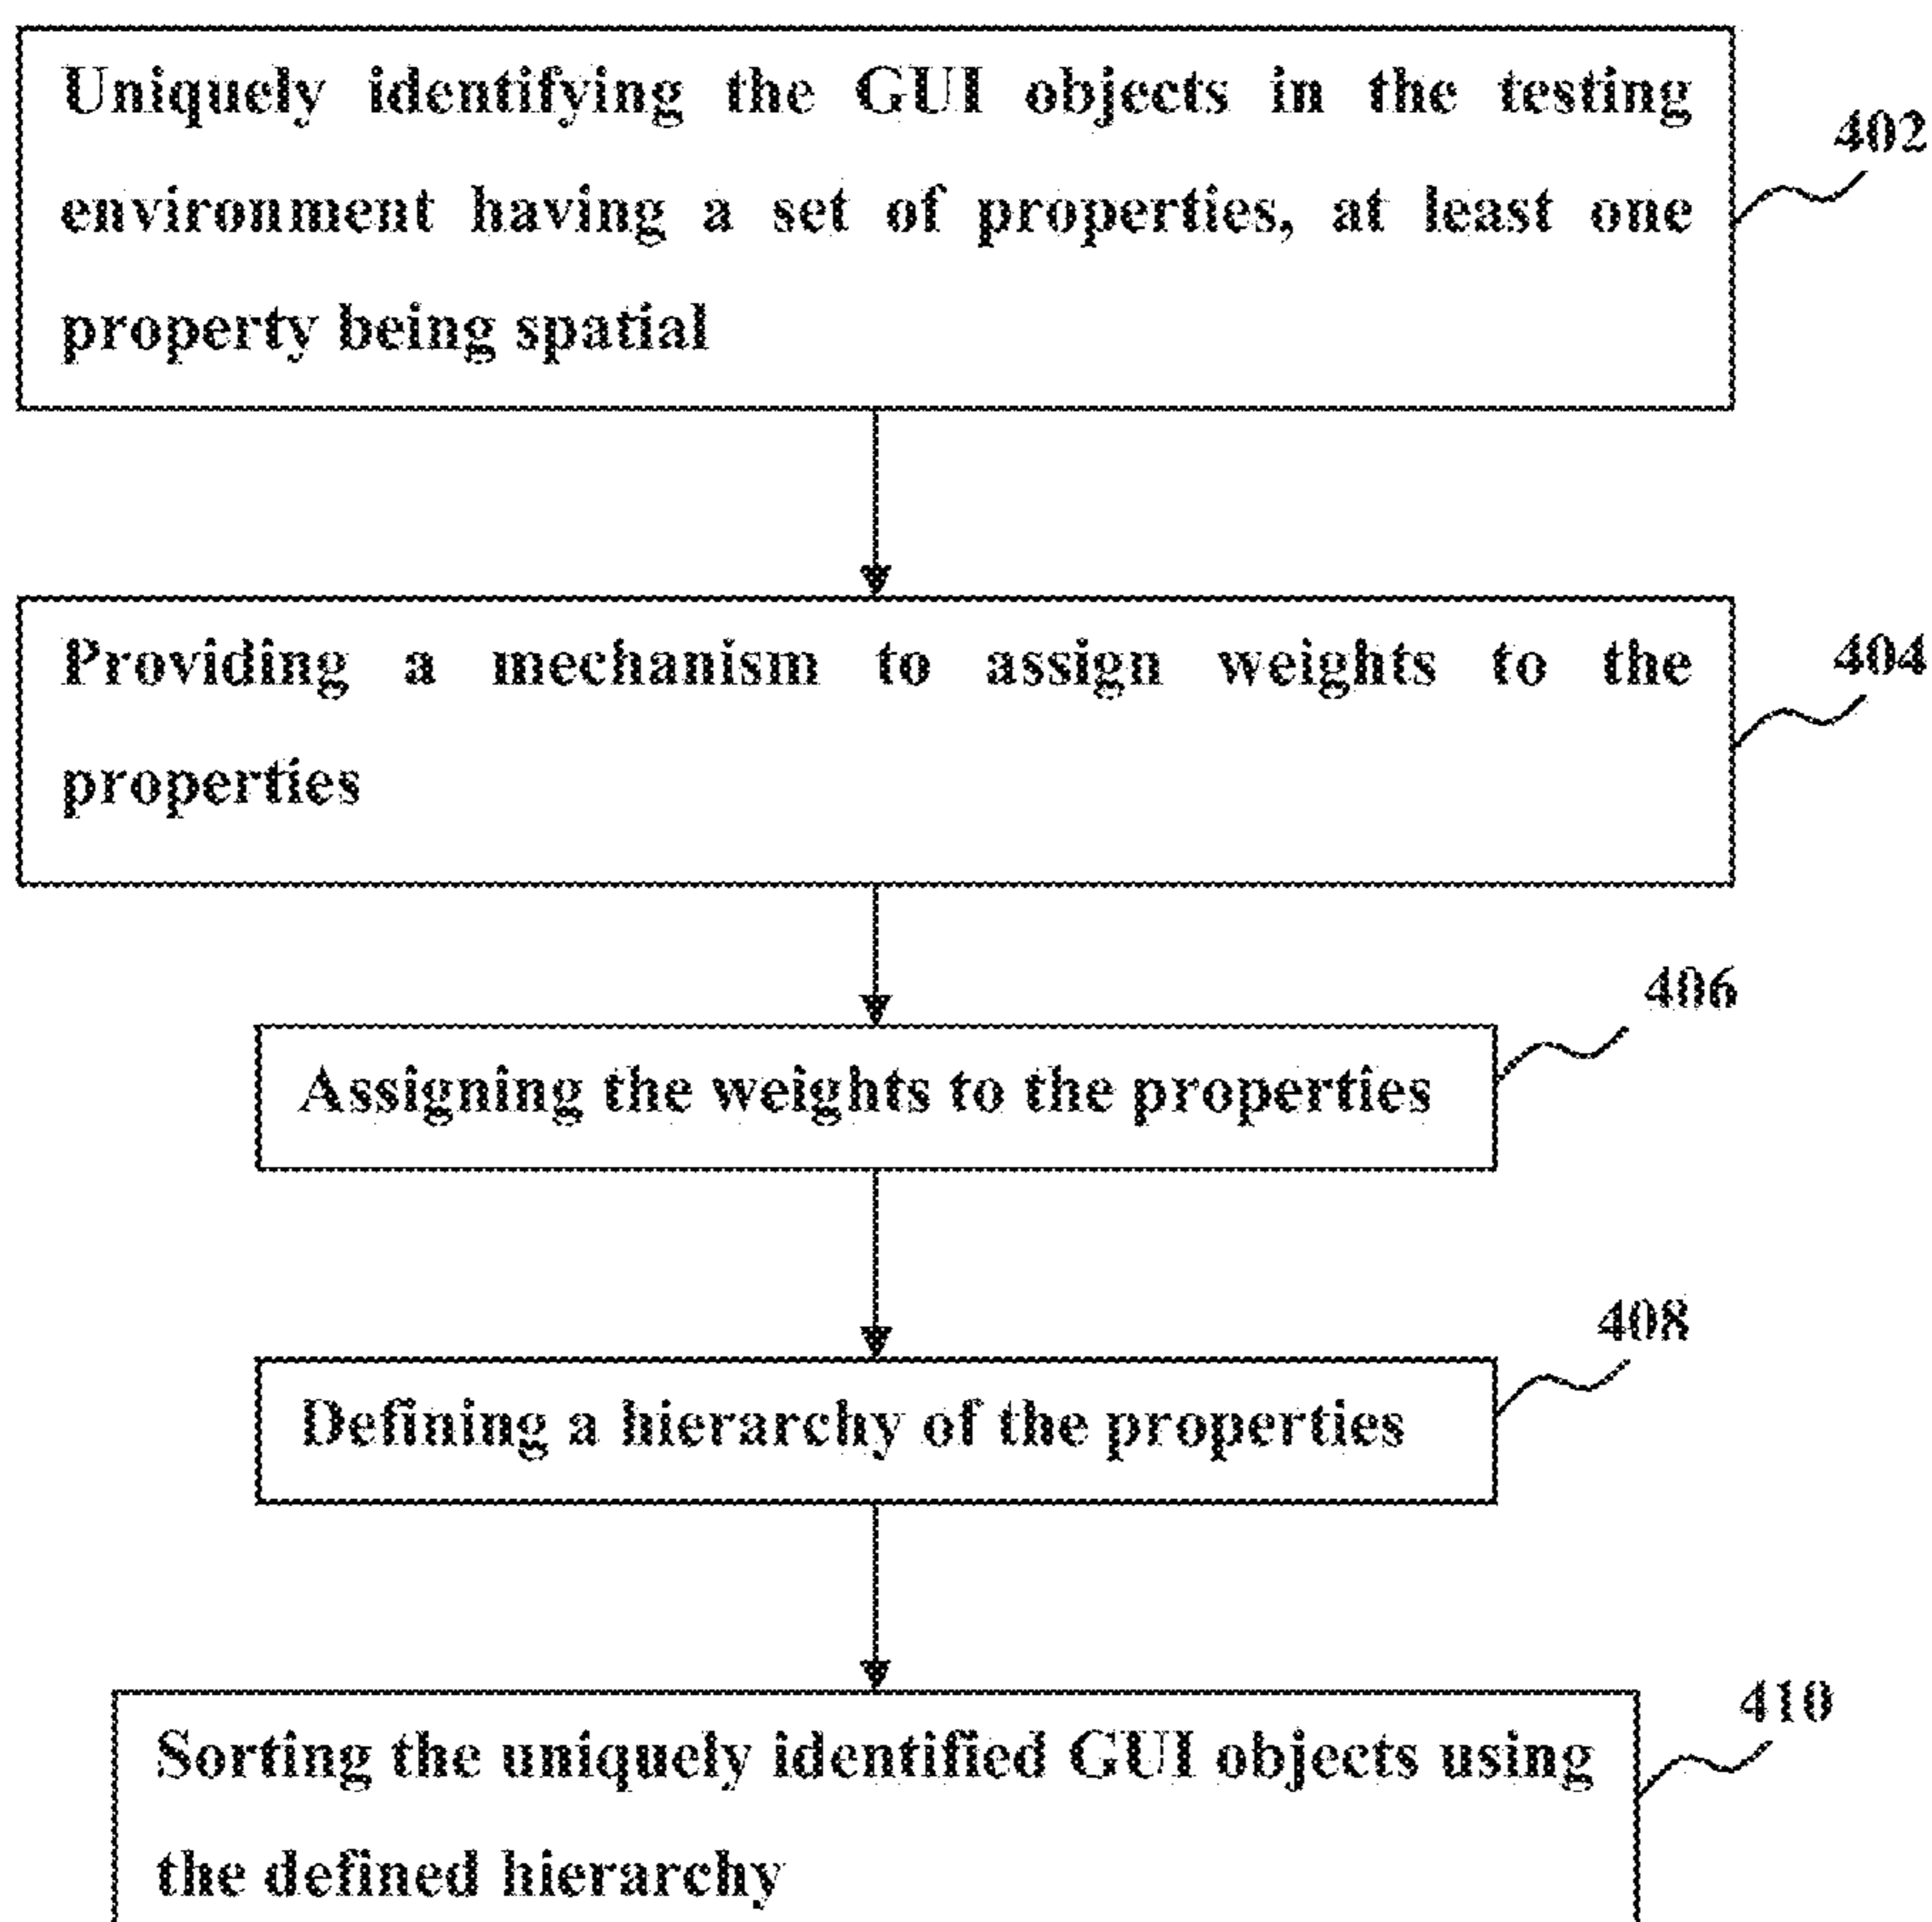 Uniquely identifying the GUI objects in the testing
402
environment having a set of properties, at least one
property being spatial
Providing a mechanism to assign weights to the
404
properties
406
Assigning the weights to the properties
408
Defining a hierarchy of the properties
410
Sorting the uniquely identified GUI objects using
the defined hierarchy